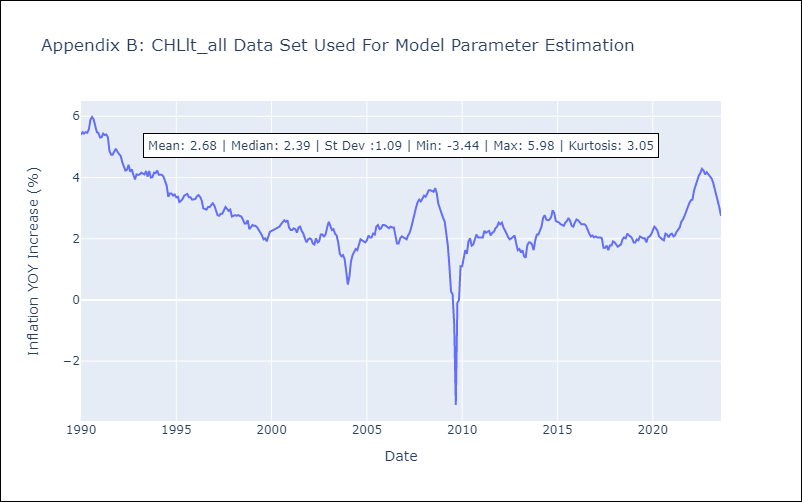 Appendix B: CHLlt_all Data Set Used For Model Parameter Estimation
Mean: 2.68 | Median: 2.39 | St Dev :1.09 | Min: -3.44 | Max: 5.98 | Kurtosis: 3.05
Inflation YOY Increase (%)
6
4
2
0
−2
1990 1995 2000 2005 2010 2015 2020
Date